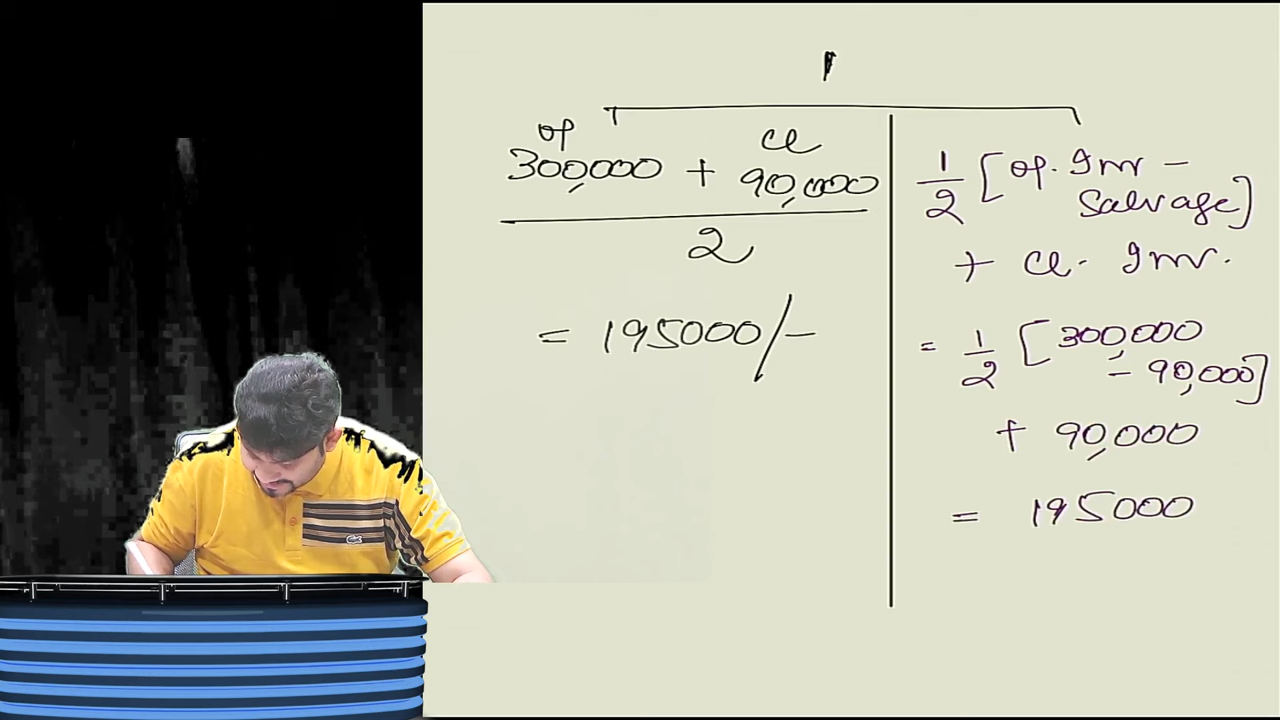 op
cl
300,000 + 90,000
2
= 195000/-
1/2 [op. Inv -
Salvage]
+ cl. Inv.
= 1/2 [300,000
- 90,000]
+ 90,000
= 195000